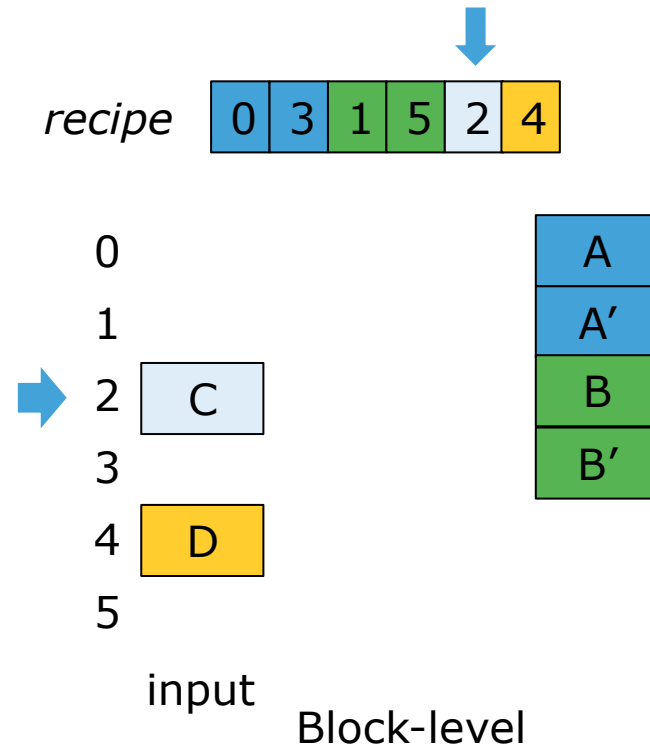 recipe 0 3 1 5 2 4
0 A
1 A′
2 C B
3 B′
4 D
5
input
Block-level